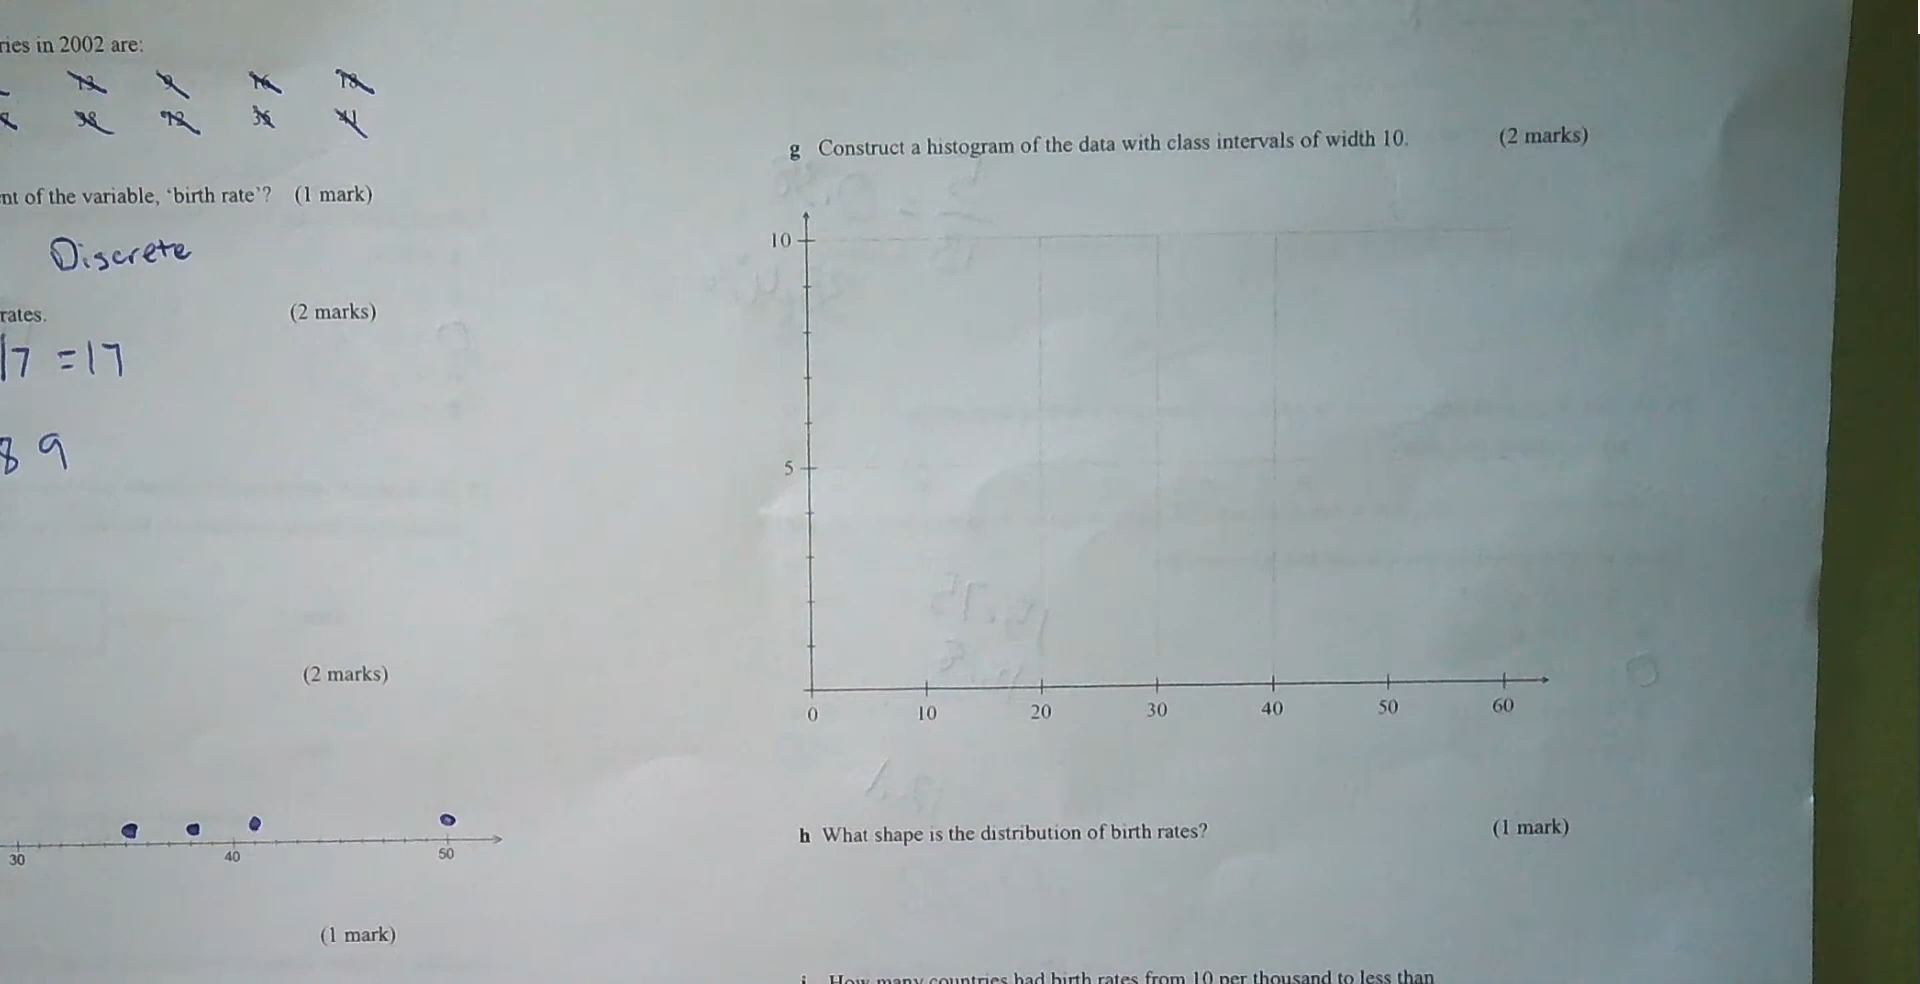 ries in 2002 are:
nt of the variable, ‘birth rate’? (1 mark)
Discrete
rates. (2 marks)
17 =17
8 9
(2 marks)
30 40 50
(1 mark)
g Construct a histogram of the data with class intervals of width 10. (2 marks)
10
5
0 10 20 30 40 50 60
h What shape is the distribution of birth rates? (1 mark)
i How many countries had birth rates from 10 per thousand to less than